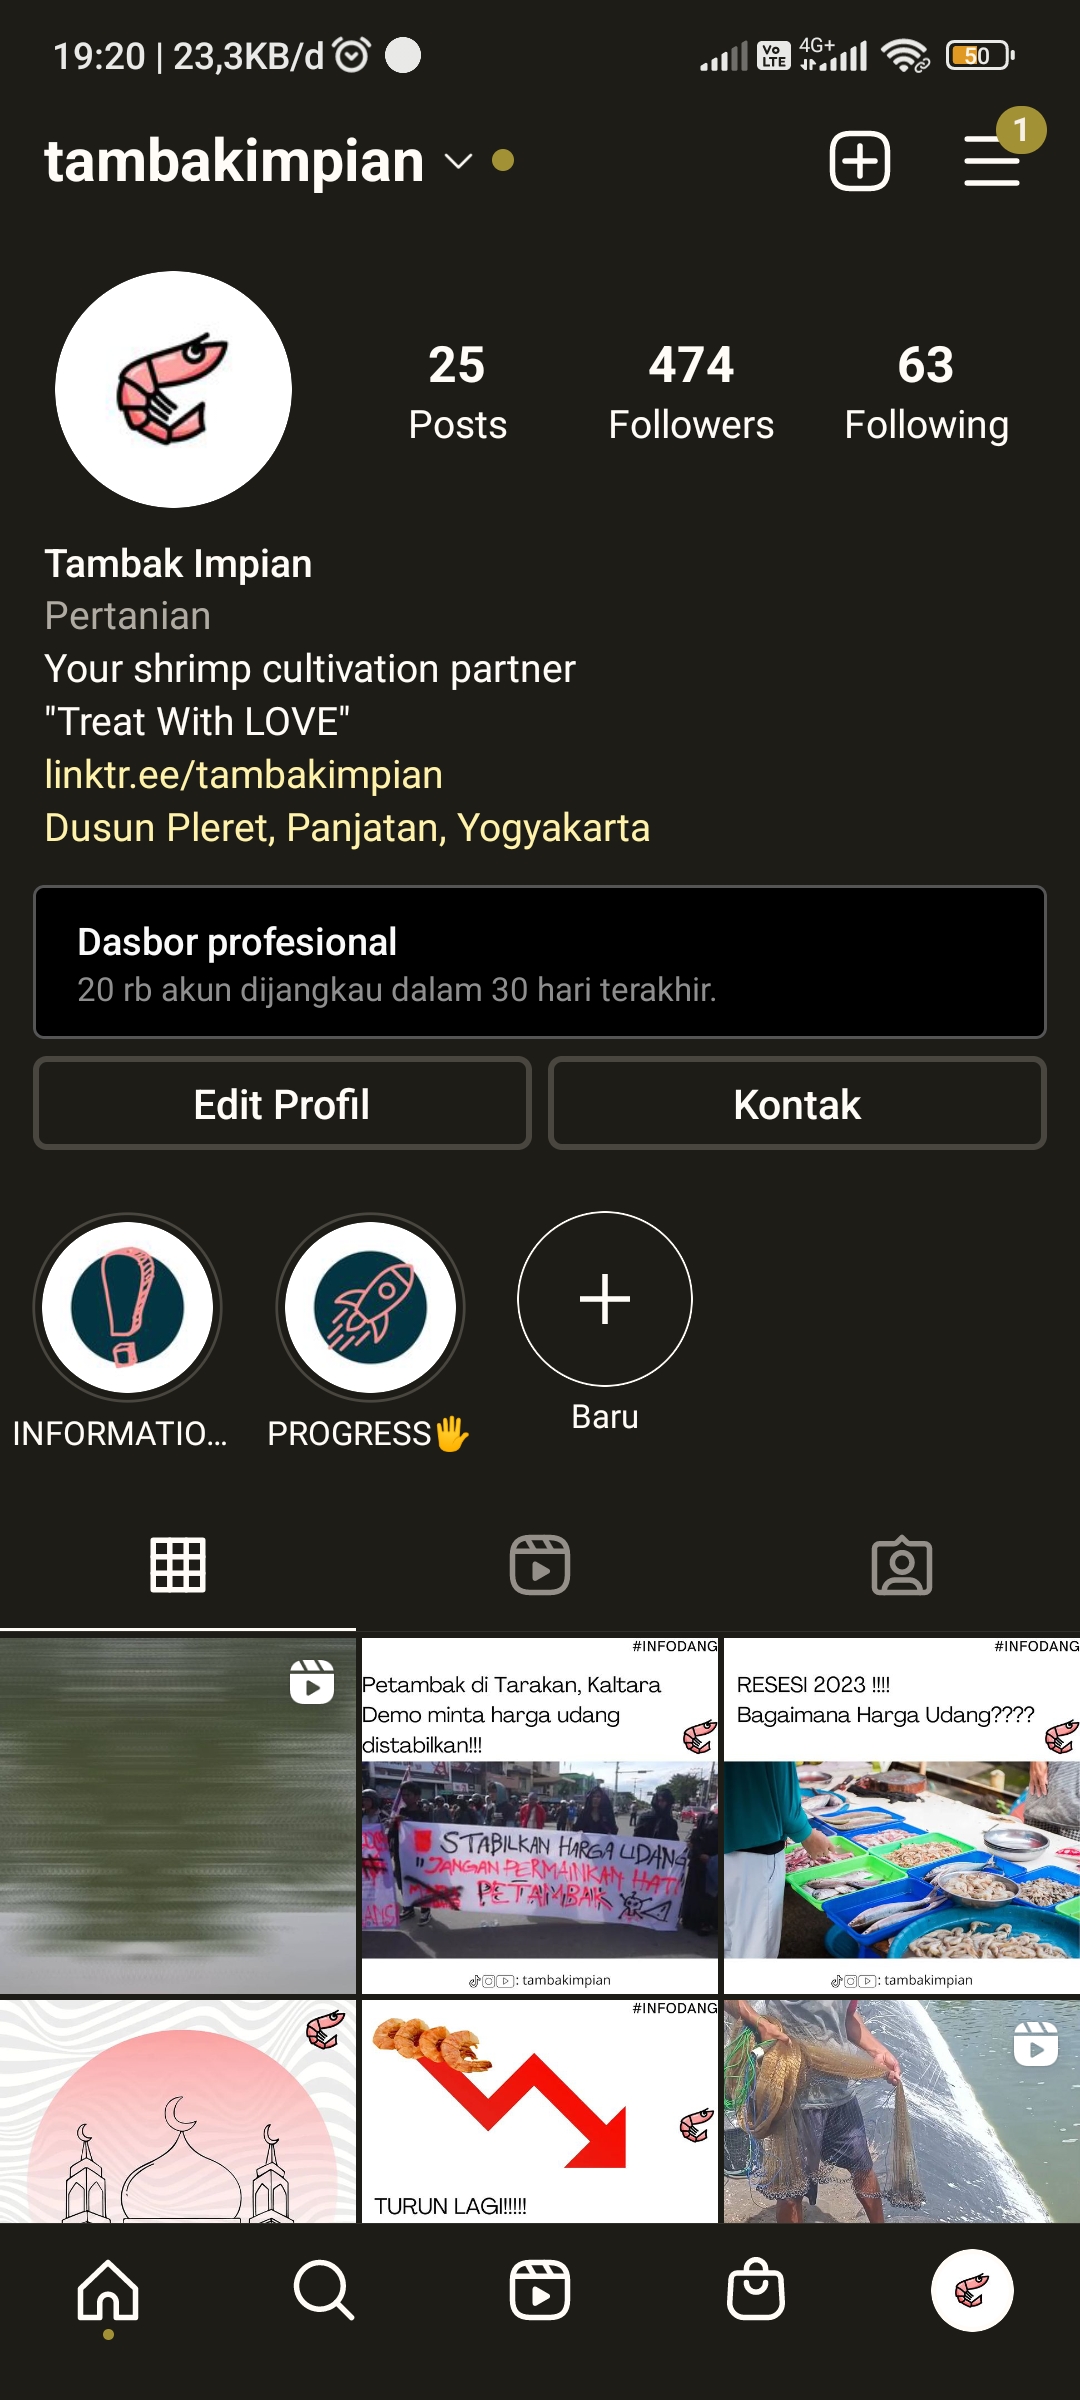 19:20 | 23,3KB/d
Vo LTE
4G+
50
tambakimpian
1
25
474
63
Posts
Followers
Following
Tambak Impian
Pertanian
Your shrimp cultivation partner
"Treat With LOVE"
linktr.ee/tambakimpian
Dusun Pleret, Panjatan, Yogyakarta
Dasbor profesional
20 rb akun dijangkau dalam 30 hari terakhir.
Edit Profil
Kontak
INFORMATIO...
PROGRESS🖐
Baru
#INFODANG
Petambak di Tarakan, Kaltara
Demo minta harga udang
distabilkan!!!
STABILKAN HARGA UDANG
"JANGAN PERMAINKAN HATI
PETAMBAK
: tambakimpian
#INFODANG
RESESI 2023 !!!!
Bagaimana Harga Udang????
: tambakimpian
#INFODANG
TURUN LAGI!!!!!